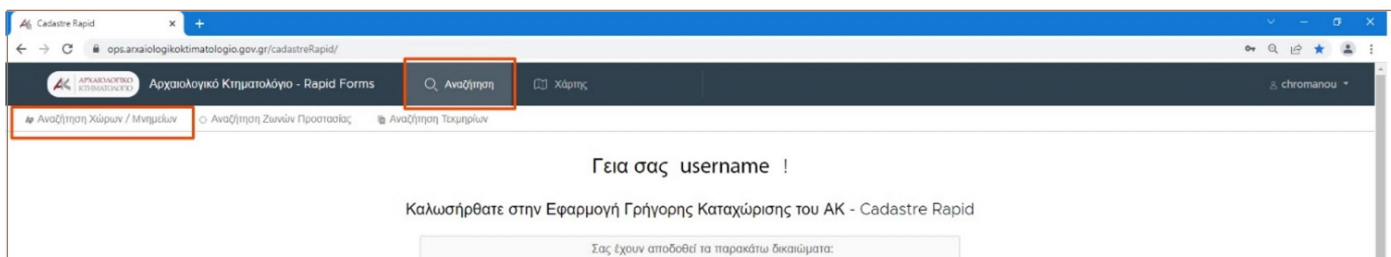 Cadastre Rapid
ops.arxaiologikoktimatologio.gov.gr/cadastreRapid/
ΑΡΧΑΙΟΛΟΓΙΚΟ
ΚΤΗΜΑΤΟΛΟΓΙΟ
Αρχαιολογικό Κτηματολόγιο - Rapid Forms Αναζήτηση Χάρτης chromanou
Αναζήτηση Χώρων / Μνημείων Αναζήτηση Ζωνών Προστασίας Αναζήτηση Τεκμηρίων
Γεια σας username !
Καλωσήρθατε στην Εφαρμογή Γρήγορης Καταχώρισης του ΑΚ - Cadastre Rapid
Σας έχουν αποδοθεί τα παρακάτω δικαιώματα: